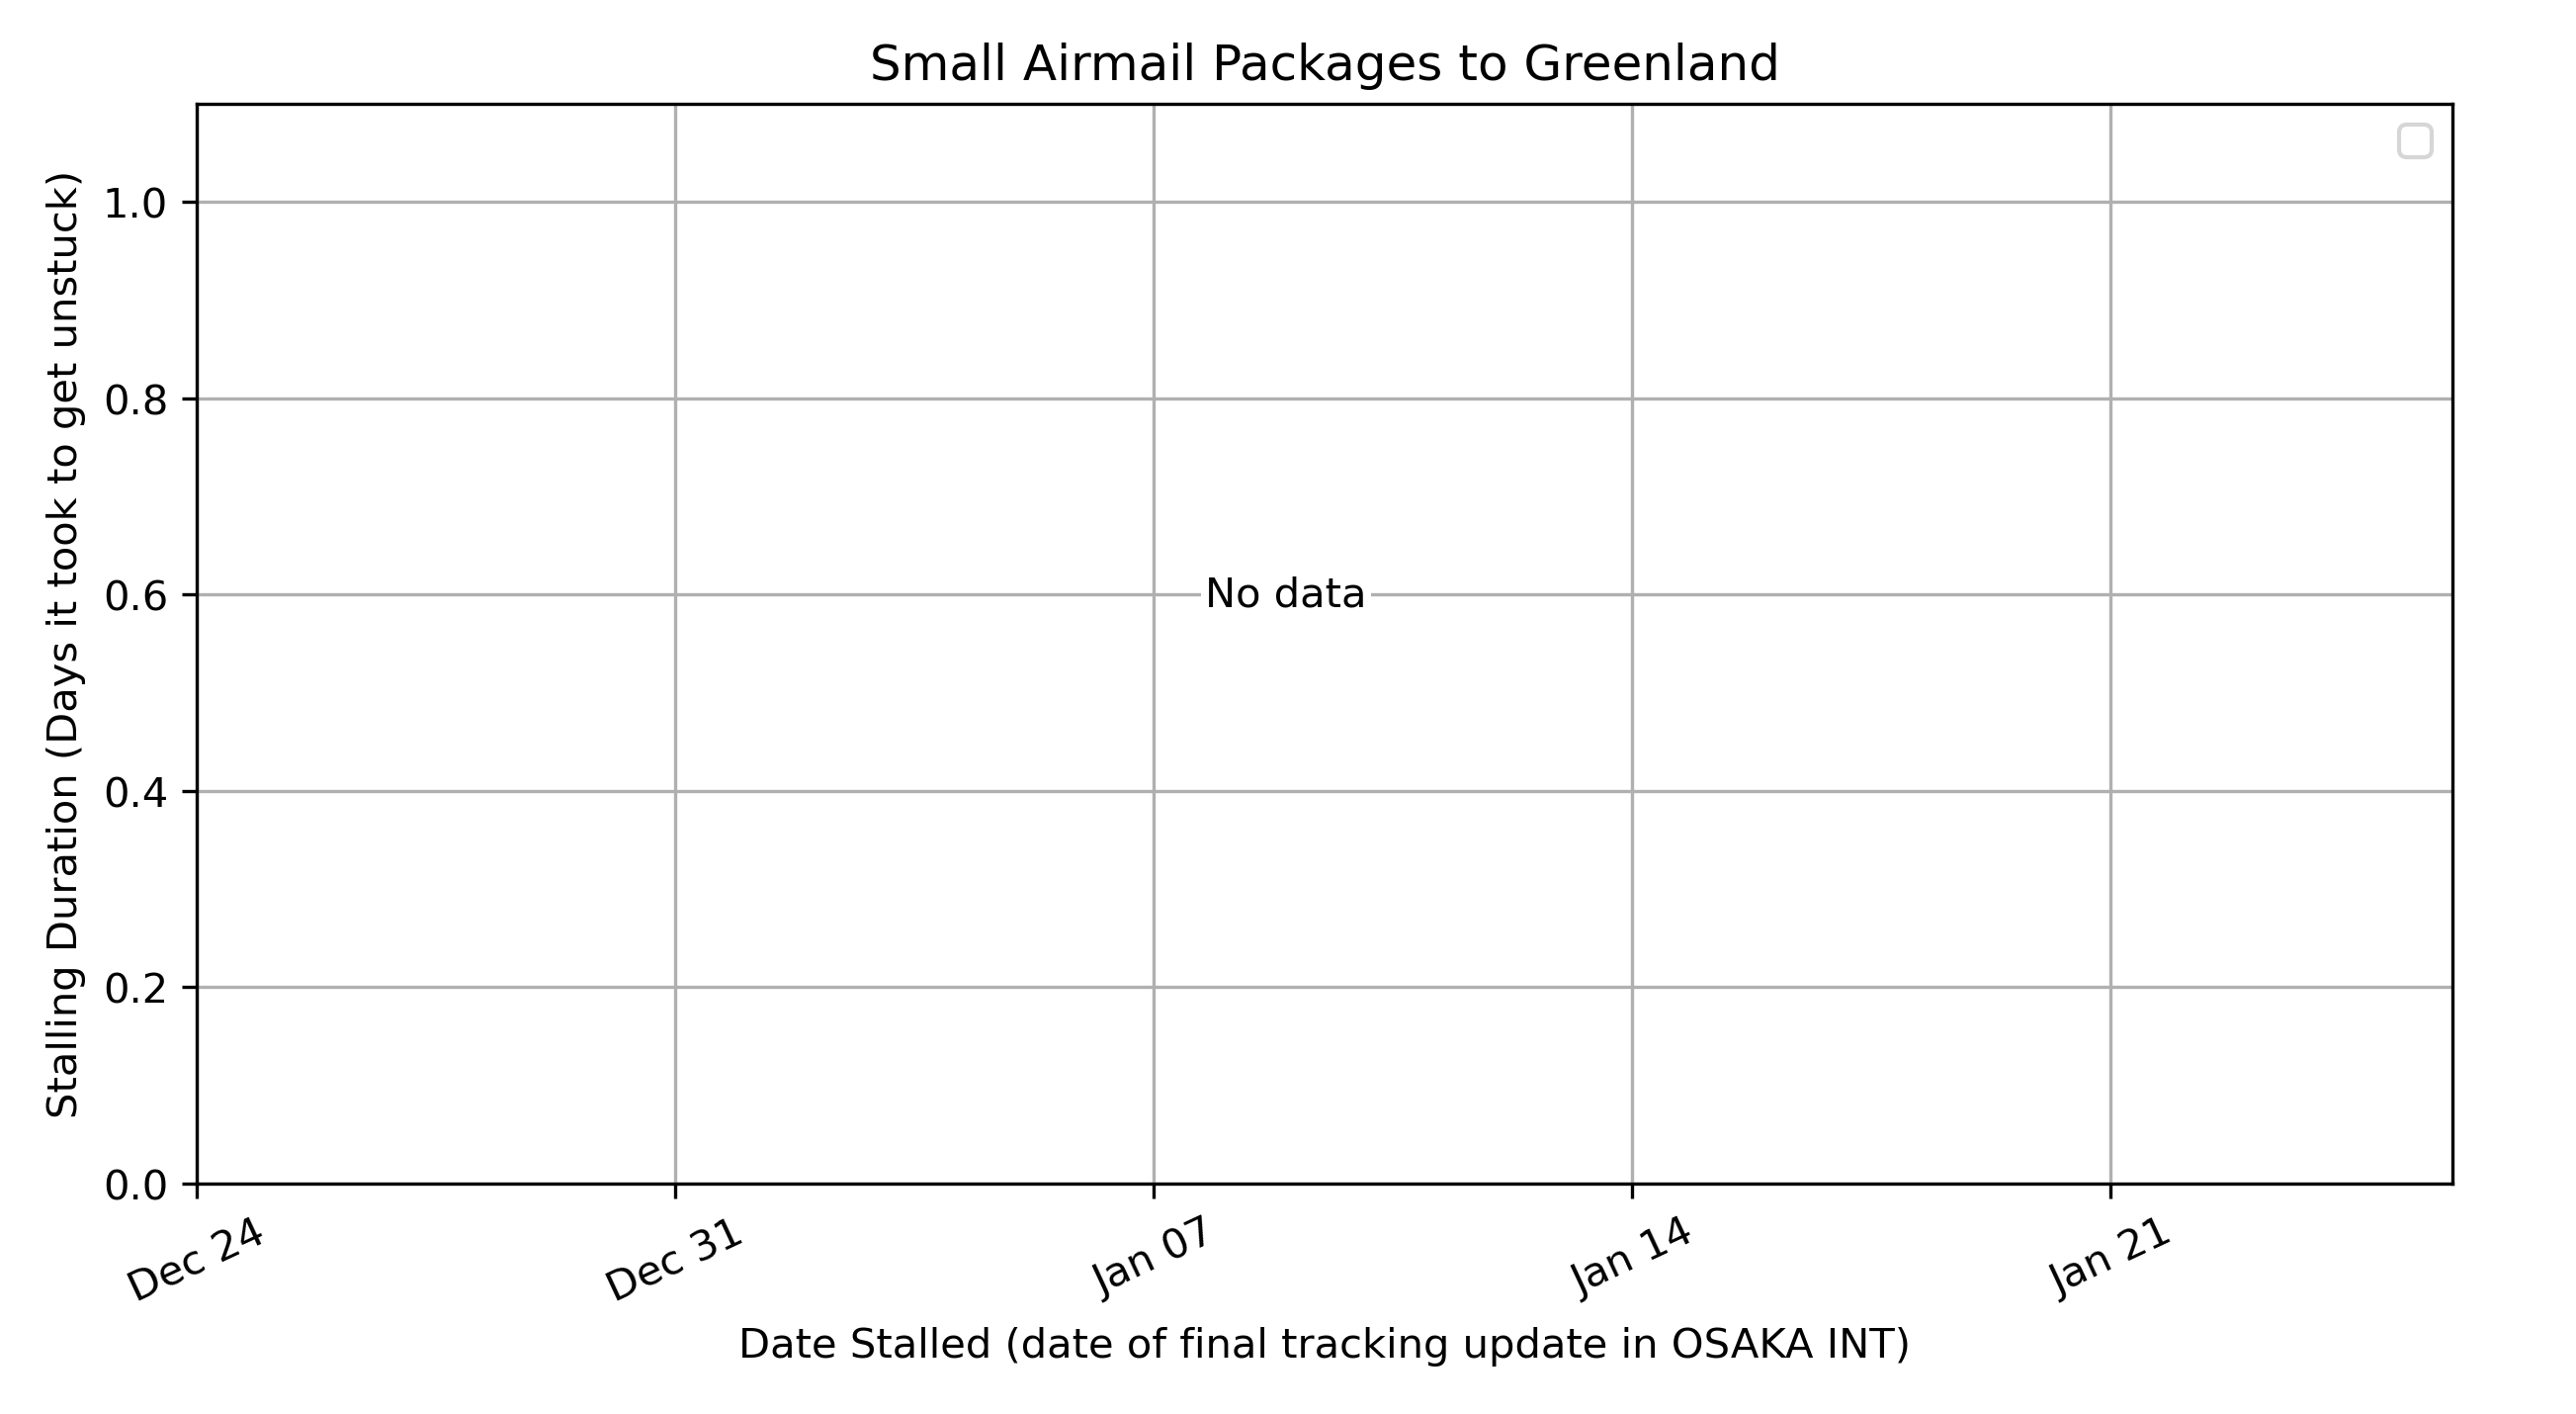 Small Airmail Packages to Greenland
Stalling Duration (Days it took to get unstuck)
1.0
0.8
0.6
0.4
0.2
0.0
No data
Dec 24
Dec 31
Jan 07
Jan 14
Jan 21
Date Stalled (date of final tracking update in OSAKA INT)